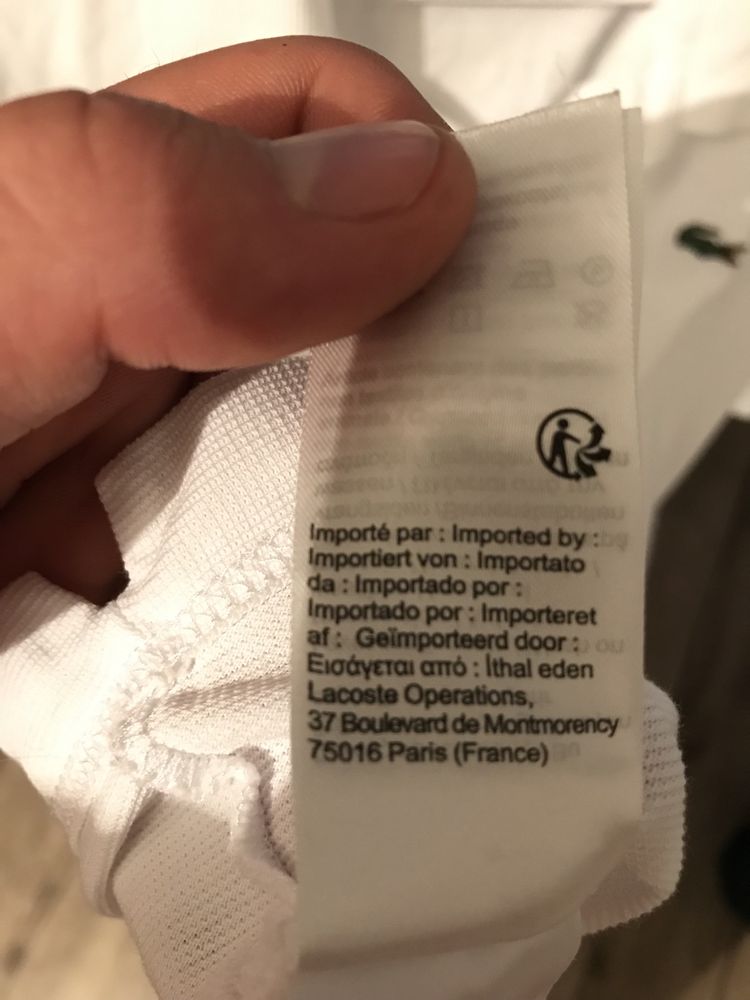 Importé par : Imported by :
Importiert von : Importato
da : Importado por :
Importado por : Importeret
af : Geïmporteerd door :
Εισάγεται από : İthal eden
Lacoste Operations,
37 Boulevard de Montmorency
75016 Paris (France)